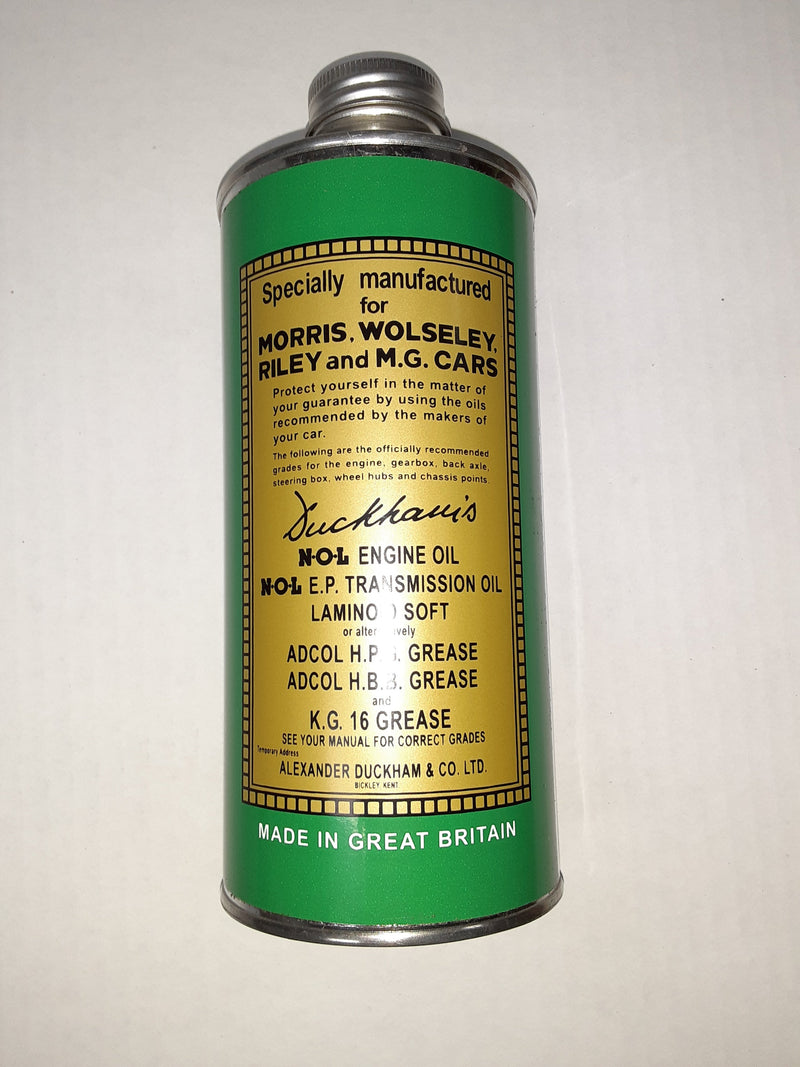 Specially manufactured
for
MORRIS, WOLSELEY,
RILEY and M.G. CARS
Protect yourself in the matter of
your guarantee by using the oils
recommended by the makers of
your car.
The following are the officially recommended
grades for the engine, gearbox, back axle,
steering box, wheel hubs and chassis points.
Duckham's
N·O·L ENGINE OIL
N·O·L E.P. TRANSMISSION OIL
SOFT
or
ADCOL GREASE
ADCOL H.B.B. GREASE
and
K.G. 16 GREASE
SEE YOUR MANUAL FOR CORRECT GRADES
Temporary Address
ALEXANDER DUCKHAM & CO. LTD.
BICKLEY KENT
MADE IN GREAT BRITAIN